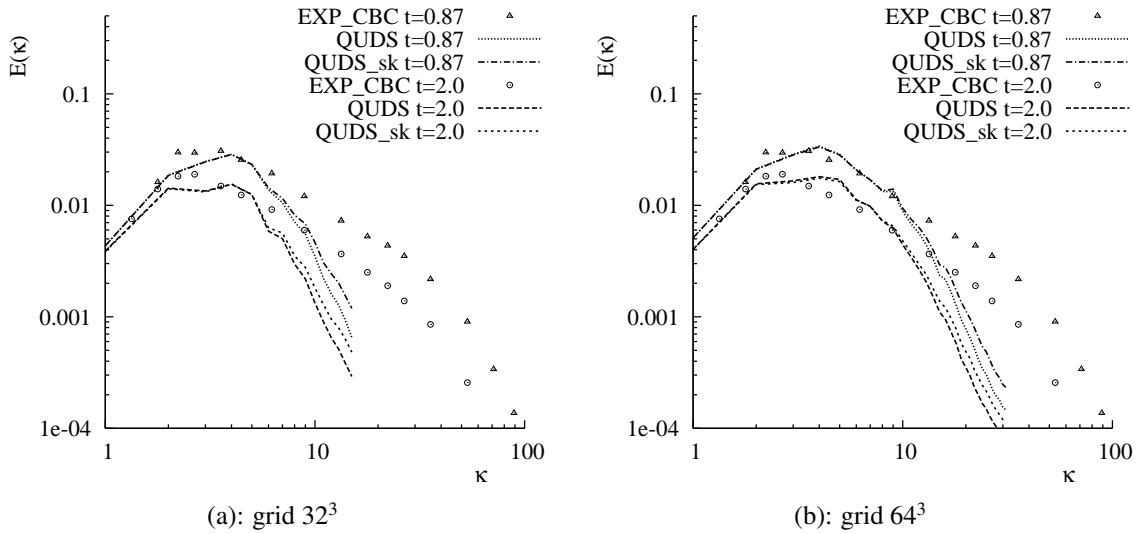 EXP_CBC t=0.87
QUDS t=0.87
QUDS_sk t=0.87
EXP_CBC t=2.0
QUDS t=2.0
QUDS_sk t=2.0
E(κ)
0.1
0.01
0.001
1e-04
1 10 100
κ
(a): grid 32³
EXP_CBC t=0.87
QUDS t=0.87
QUDS_sk t=0.87
EXP_CBC t=2.0
QUDS t=2.0
QUDS_sk t=2.0
E(κ)
0.1
0.01
0.001
1e-04
1 10 100
κ
(b): grid 64³